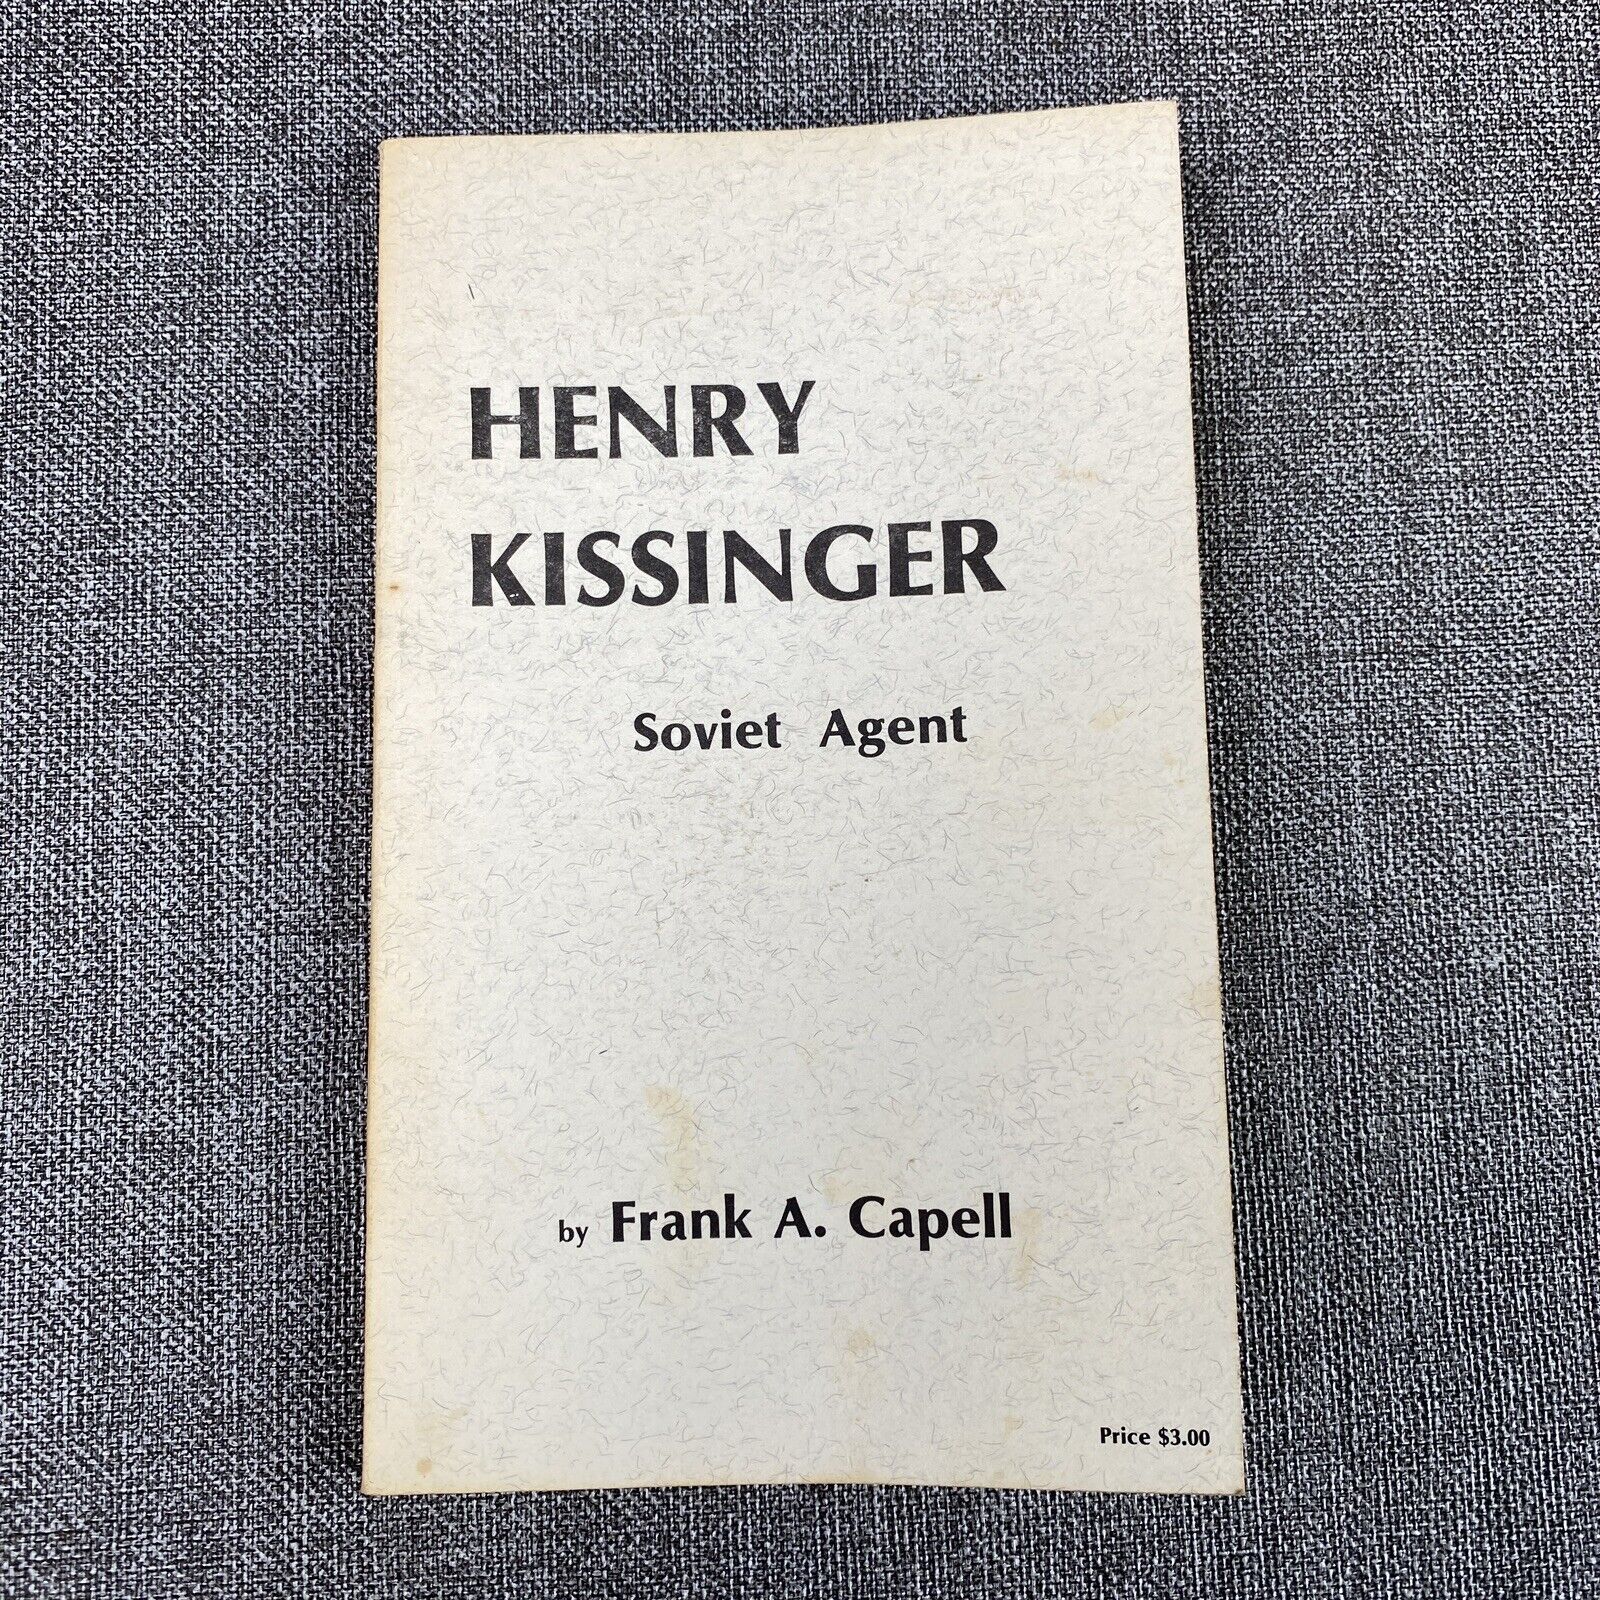 HENRY
KISSINGER
Soviet Agent
by Frank A. Capell
Price $3.00